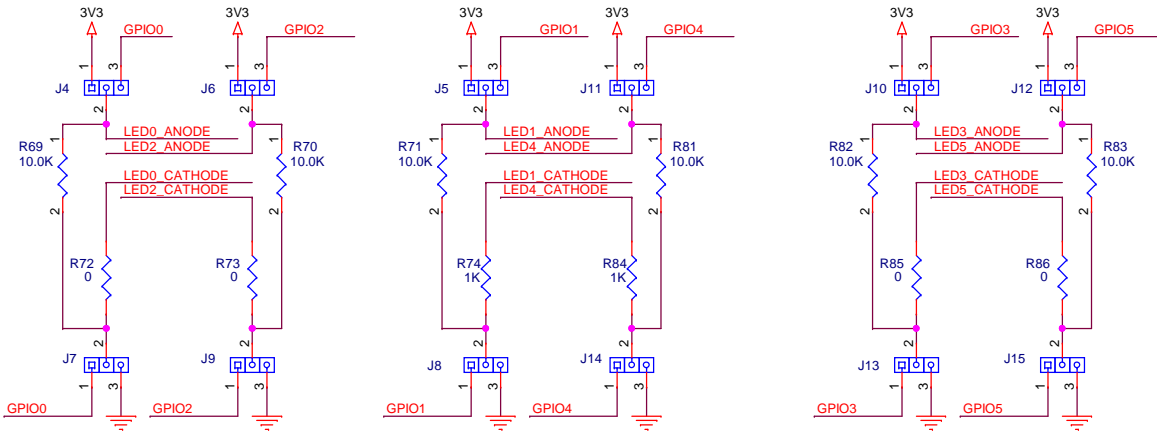 3V3 3V3 3V3 3V3 3V3 3V3
GPIO0 GPIO2 GPIO1 GPIO4 GPIO3 GPIO5
1 3 1 3 1 3 1 3 1 3 1 3
J4 J6 J5 J11 J10 J12
2 2 2 2 2 2
1 1 1 1 1 1
LED0_ANODE LED1_ANODE LED3_ANODE
R69 R70 R71 R81 R82 R83
LED2_ANODE LED4_ANODE LED5_ANODE
10.0K 10.0K 10.0K 10.0K 10.0K 10.0K
LED0_CATHODE LED1_CATHODE LED3_CATHODE
LED2_CATHODE LED4_CATHODE LED5_CATHODE
2 2 2 2 2 2
R72 R73 R74 R84 R85 R86
0 0 1K 1K 0 0
2 2 2 2 2 2
J7 J9 J8 J14 J13 J15
1 3 1 3 1 3 1 3 1 3 1 3
GPIO0 GPIO2 GPIO1 GPIO4 GPIO3 GPIO5